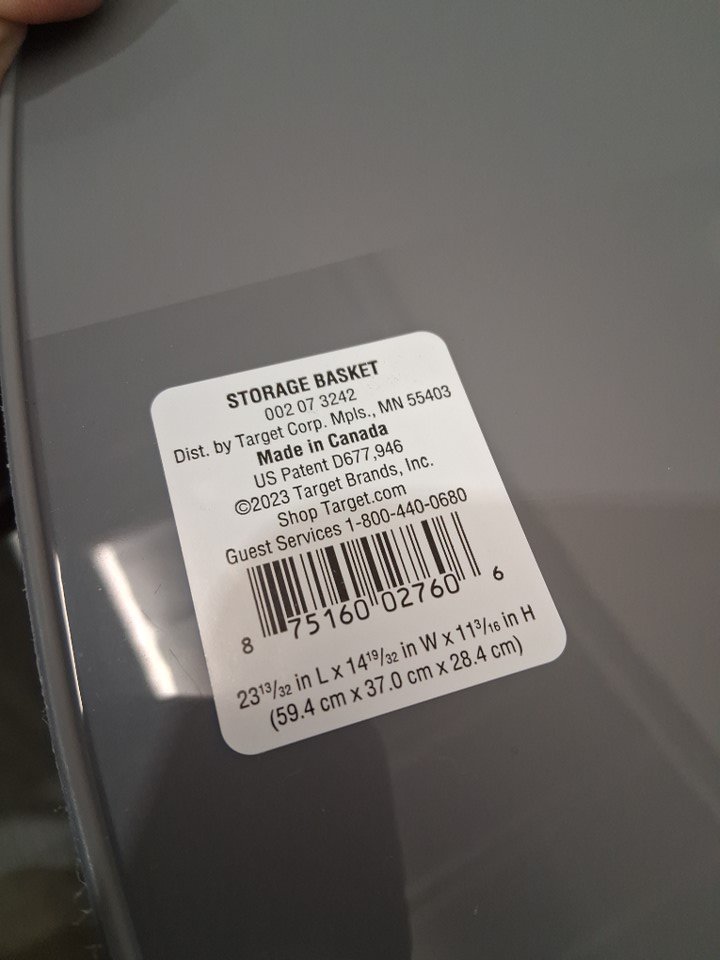 STORAGE BASKET
002 07 3242
Dist. by Target Corp. Mpls., MN 55403
Made in Canada
US Patent D677,946
©2023 Target Brands, Inc.
Shop Target.com
Guest Services 1-800-440-0680
8 75160 02760 6
23 13/32 in L x 14 19/32 in W x 11 3/16 in H
(59.4 cm x 37.0 cm x 28.4 cm)